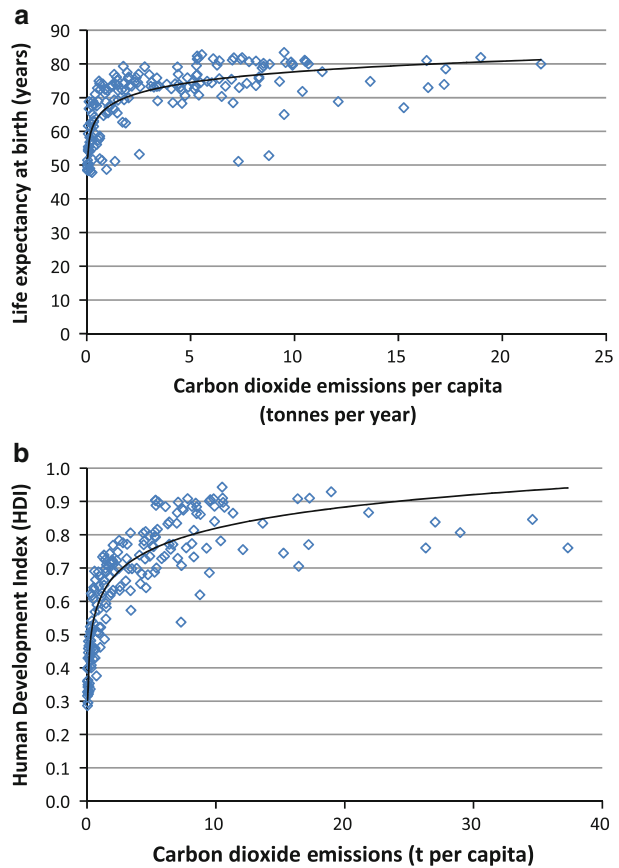 a
90
80
70
60
50
40
30
20
10
0
Life expectancy at birth (years)
0 5 10 15 20 25
Carbon dioxide emissions per capita
(tonnes per year)
b
1.0
0.9
0.8
0.7
0.6
0.5
0.4
0.3
0.2
0.1
0.0
Human Development Index (HDI)
0 10 20 30 40
Carbon dioxide emissions (t per capita)